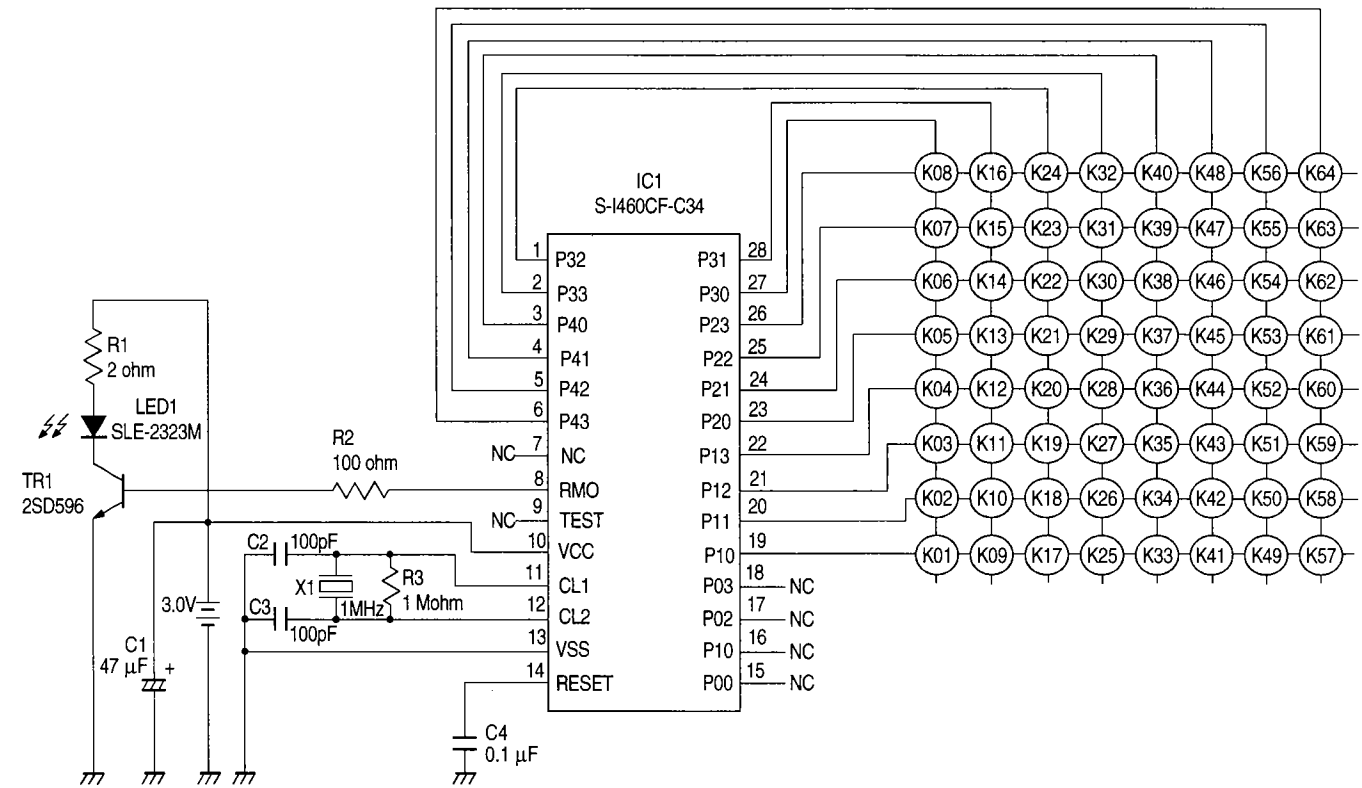 IC1
S-I460CF-C34
1 P32
2 P33
3 P40
4 P41
5 P42
6 P43
NC 7 NC
8 RMO
NC 9 TEST
10 VCC
11 CL1
12 CL2
13 VSS
14 RESET
P31 28
P30 27
P23 26
P22 25
P21 24
P20 23
P13 22
P12 21
P11 20
P10 19
P03 18 NC
P02 17 NC
P10 16 NC
P00 15 NC
R1
2 ohm
LED1
SLE-2323M
TR1
2SD596
R2
100 ohm
C2 100pF
X1
1MHz
R3
1 Mohm
C3
100pF
3.0V
C1
47 µF +
C4
0.1 µF
K08 K16 K24 K32 K40 K48 K56 K64
K07 K15 K23 K31 K39 K47 K55 K63
K06 K14 K22 K30 K38 K46 K54 K62
K05 K13 K21 K29 K37 K45 K53 K61
K04 K12 K20 K28 K36 K44 K52 K60
K03 K11 K19 K27 K35 K43 K51 K59
K02 K10 K18 K26 K34 K42 K50 K58
K01 K09 K17 K25 K33 K41 K49 K57